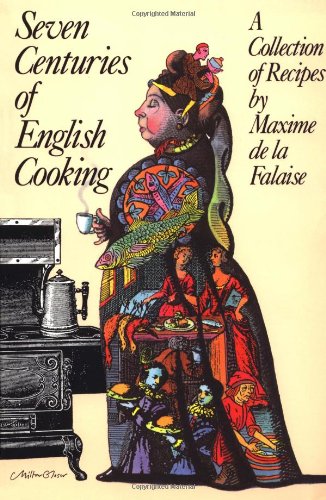 Seven
Centuries
of
English
Cooking
A
Collection
of Recipes
by
Maxime
de la
Falaise
Milton Glaser